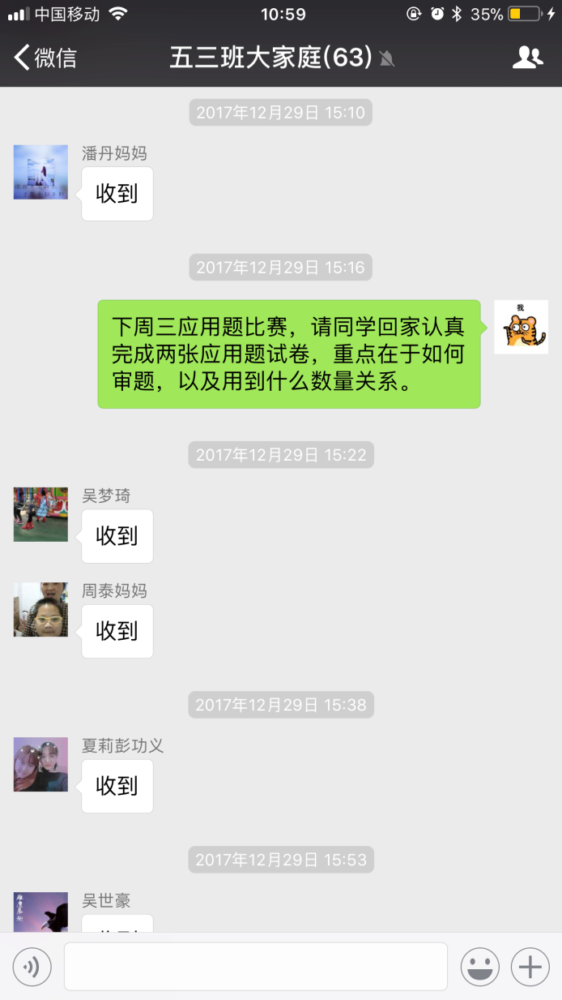 中国移动 10:59 35%
微信 五三班大家庭(63)
2017年12月29日 15:10
潘丹妈妈
收到
2017年12月29日 15:16
我
下周三应用题比赛，请同学回家认真
完成两张应用题试卷，重点在于如何
审题，以及用到什么数量关系。
2017年12月29日 15:22
吴梦琦
收到
周泰妈妈
收到
2017年12月29日 15:38
夏莉彭功义
收到
2017年12月29日 15:53
吴世豪